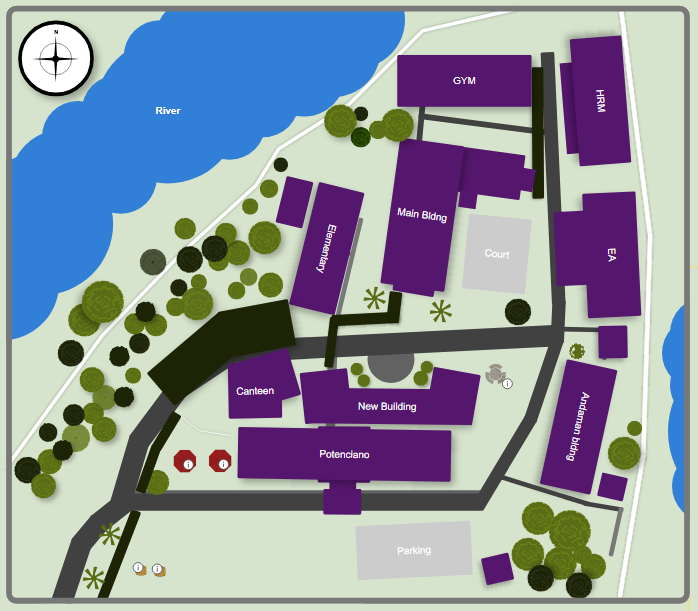 N
River
GYM
HRM
Main Bldng
Elementary
Court
EA
Canteen
New Building
Andaman bldng
Potenciano
Parking
i
i
i
i
i